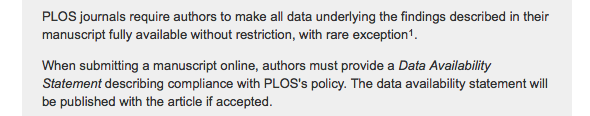 PLOS journals require authors to make all data underlying the findings described in their
manuscript fully available without restriction, with rare exception¹.
When submitting a manuscript online, authors must provide a Data Availability
Statement describing compliance with PLOS's policy. The data availability statement will
be published with the article if accepted.